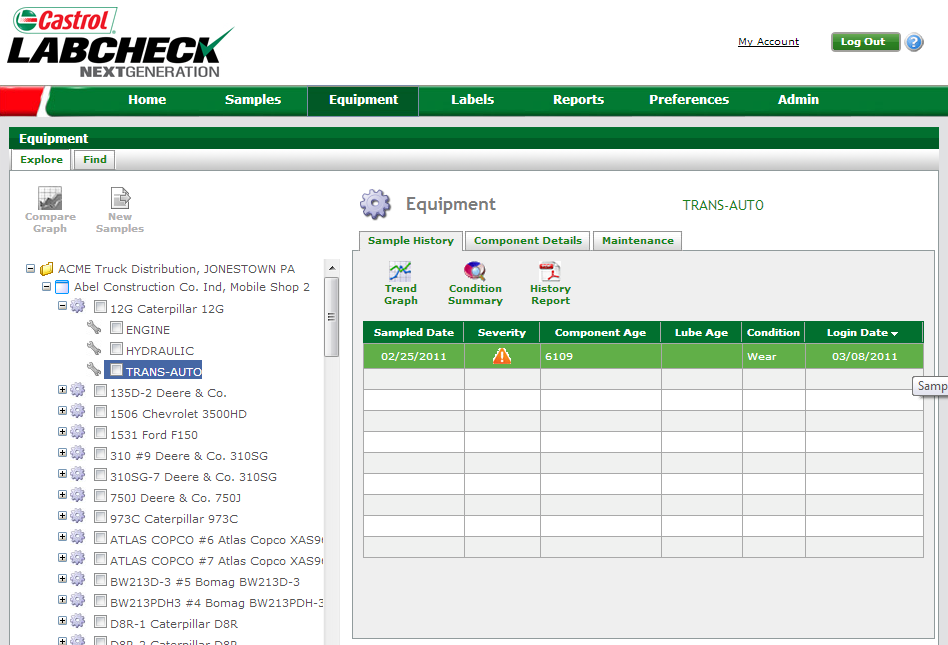 Castrol
LABCHECK
NEXTGENERATION
My Account
Log Out
?
Home Samples Equipment Labels Reports Preferences Admin
Equipment
Explore Find
Compare Graph
New Samples
ACME Truck Distribution, JONESTOWN PA
Abel Construction Co. Ind, Mobile Shop 2
12G Caterpillar 12G
ENGINE
HYDRAULIC
TRANS-AUTO
135D-2 Deere & Co.
1506 Chevrolet 3500HD
1531 Ford F150
310 #9 Deere & Co. 310SG
310SG-7 Deere & Co. 310SG
750J Deere & Co. 750J
973C Caterpillar 973C
ATLAS COPCO #6 Atlas Copco XAS9
ATLAS COPCO #7 Atlas Copco XAS9
BW213D-3 #5 Bomag BW213D-3
BW213PDH3 #4 Bomag BW213PDH-3
D8R-1 Caterpillar D8R
D8R-2 Caterpillar D8R
Equipment
TRANS-AUTO
Sample History Component Details Maintenance
Trend Graph
Condition Summary
History Report
Sampled Date Severity Component Age Lube Age Condition Login Date
02/25/2011 6109 Wear 03/08/2011
Samp